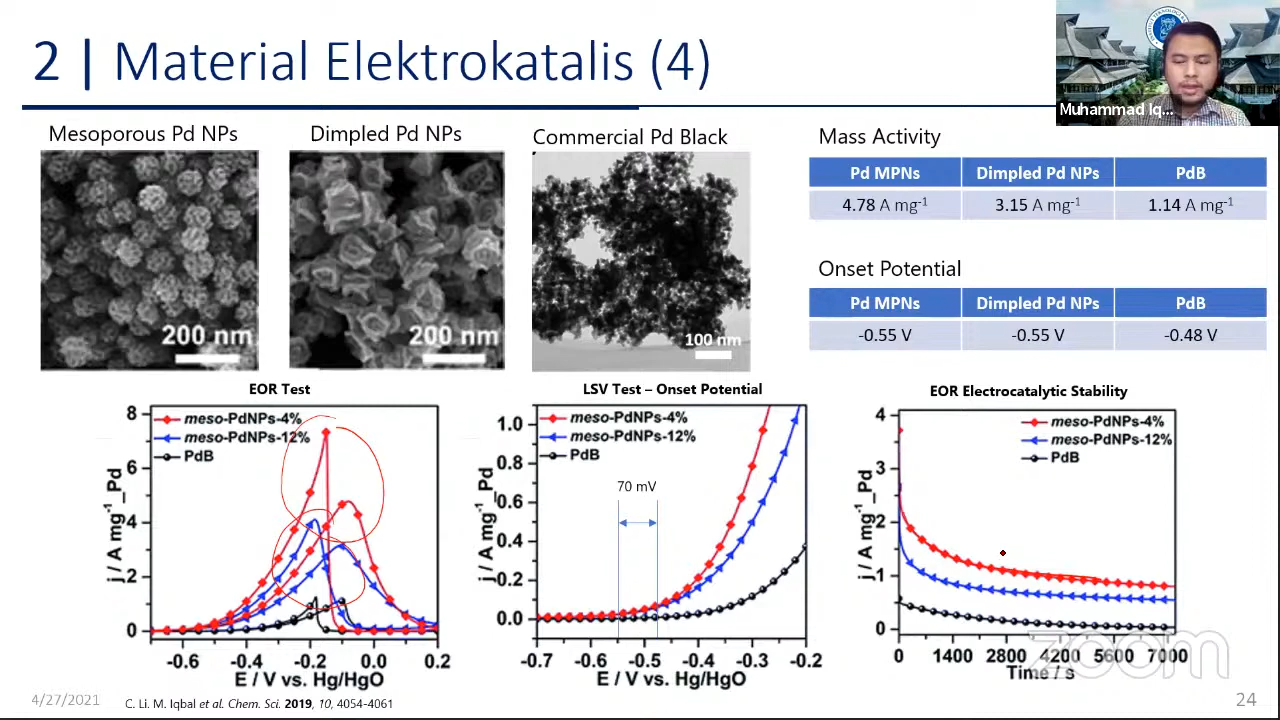 2 | Material Elektrokatalis (4)
Muhammad Iq...
Mesoporous Pd NPs
Dimpled Pd NPs
Commercial Pd Black
200 nm
200 nm
100 nm
Mass Activity
Pd MPNs Dimpled Pd NPs PdB
4.78 A mg-1 3.15 A mg-1 1.14 A mg-1
Onset Potential
Pd MPNs Dimpled Pd NPs PdB
-0.55 V -0.55 V -0.48 V
EOR Test
meso-PdNPs-4%
meso-PdNPs-12%
PdB
j / A mg-1_Pd
8
6
4
2
0
-0.6 -0.4 -0.2 0.0 0.2
E / V vs. Hg/HgO
LSV Test – Onset Potential
meso-PdNPs-4%
meso-PdNPs-12%
PdB
70 mV
j / A mg-1_Pd
1.0
0.8
0.6
0.4
0.2
0.0
-0.7 -0.6 -0.5 -0.4 -0.3 -0.2
E / V vs. Hg/HgO
EOR Electrocatalytic Stability
meso-PdNPs-4%
meso-PdNPs-12%
PdB
j / A mg-1_Pd
4
3
2
1
0
0 1400 2800 4200 5600 7000
Time / s
zoom
4/27/2021
C. Li. M. Iqbal et al. Chem. Sci. 2019, 10, 4054-4061
24